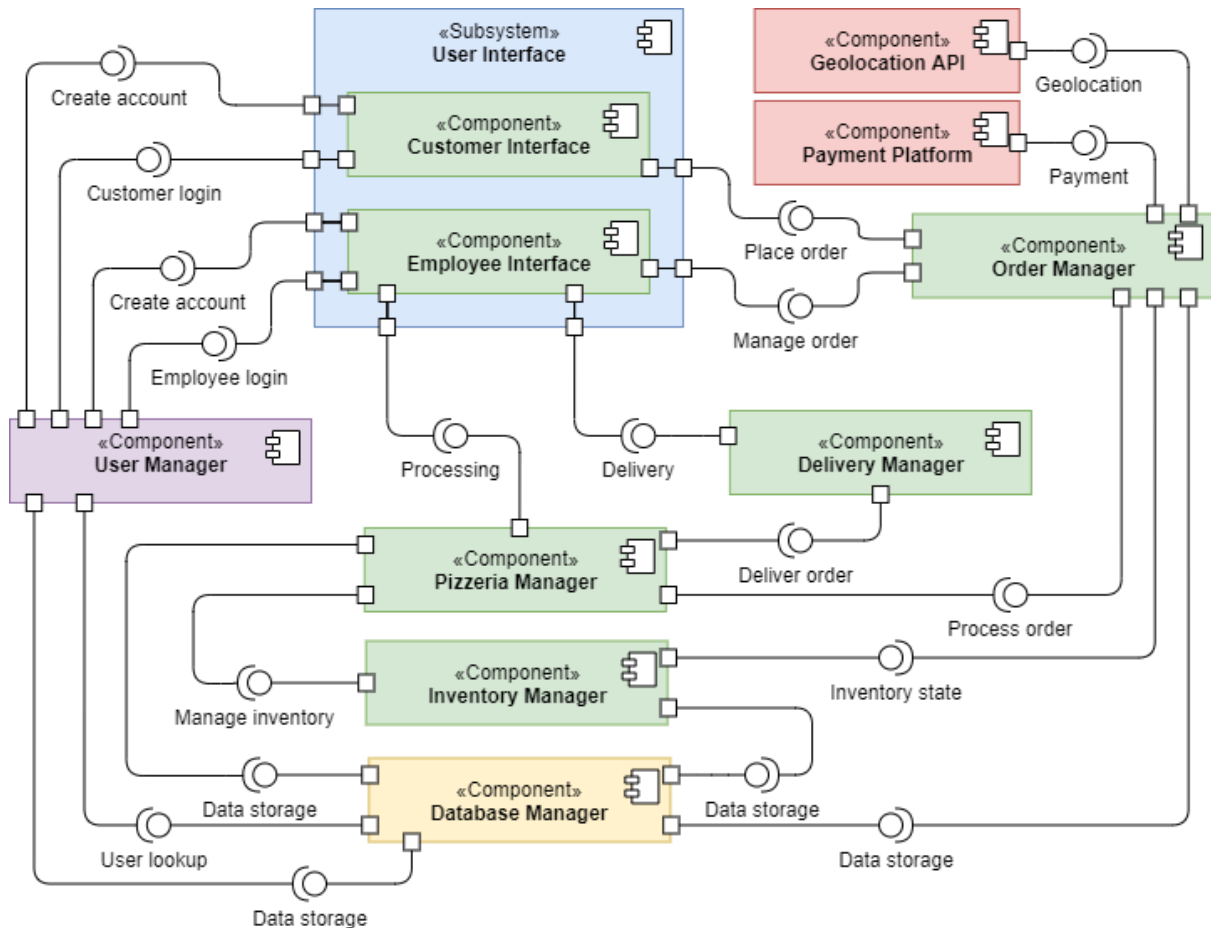 «Subsystem»
User Interface
«Component»
Geolocation API
Create account
Geolocation
«Component»
Customer Interface
«Component»
Payment Platform
Customer login
Payment
«Component»
Employee Interface
Place order
«Component»
Order Manager
Create account
Manage order
Employee login
«Component»
User Manager
Processing
Delivery
«Component»
Delivery Manager
«Component»
Pizzeria Manager
Deliver order
Process order
«Component»
Inventory Manager
Manage inventory
Inventory state
«Component»
Database Manager
Data storage
Data storage
User lookup
Data storage
Data storage